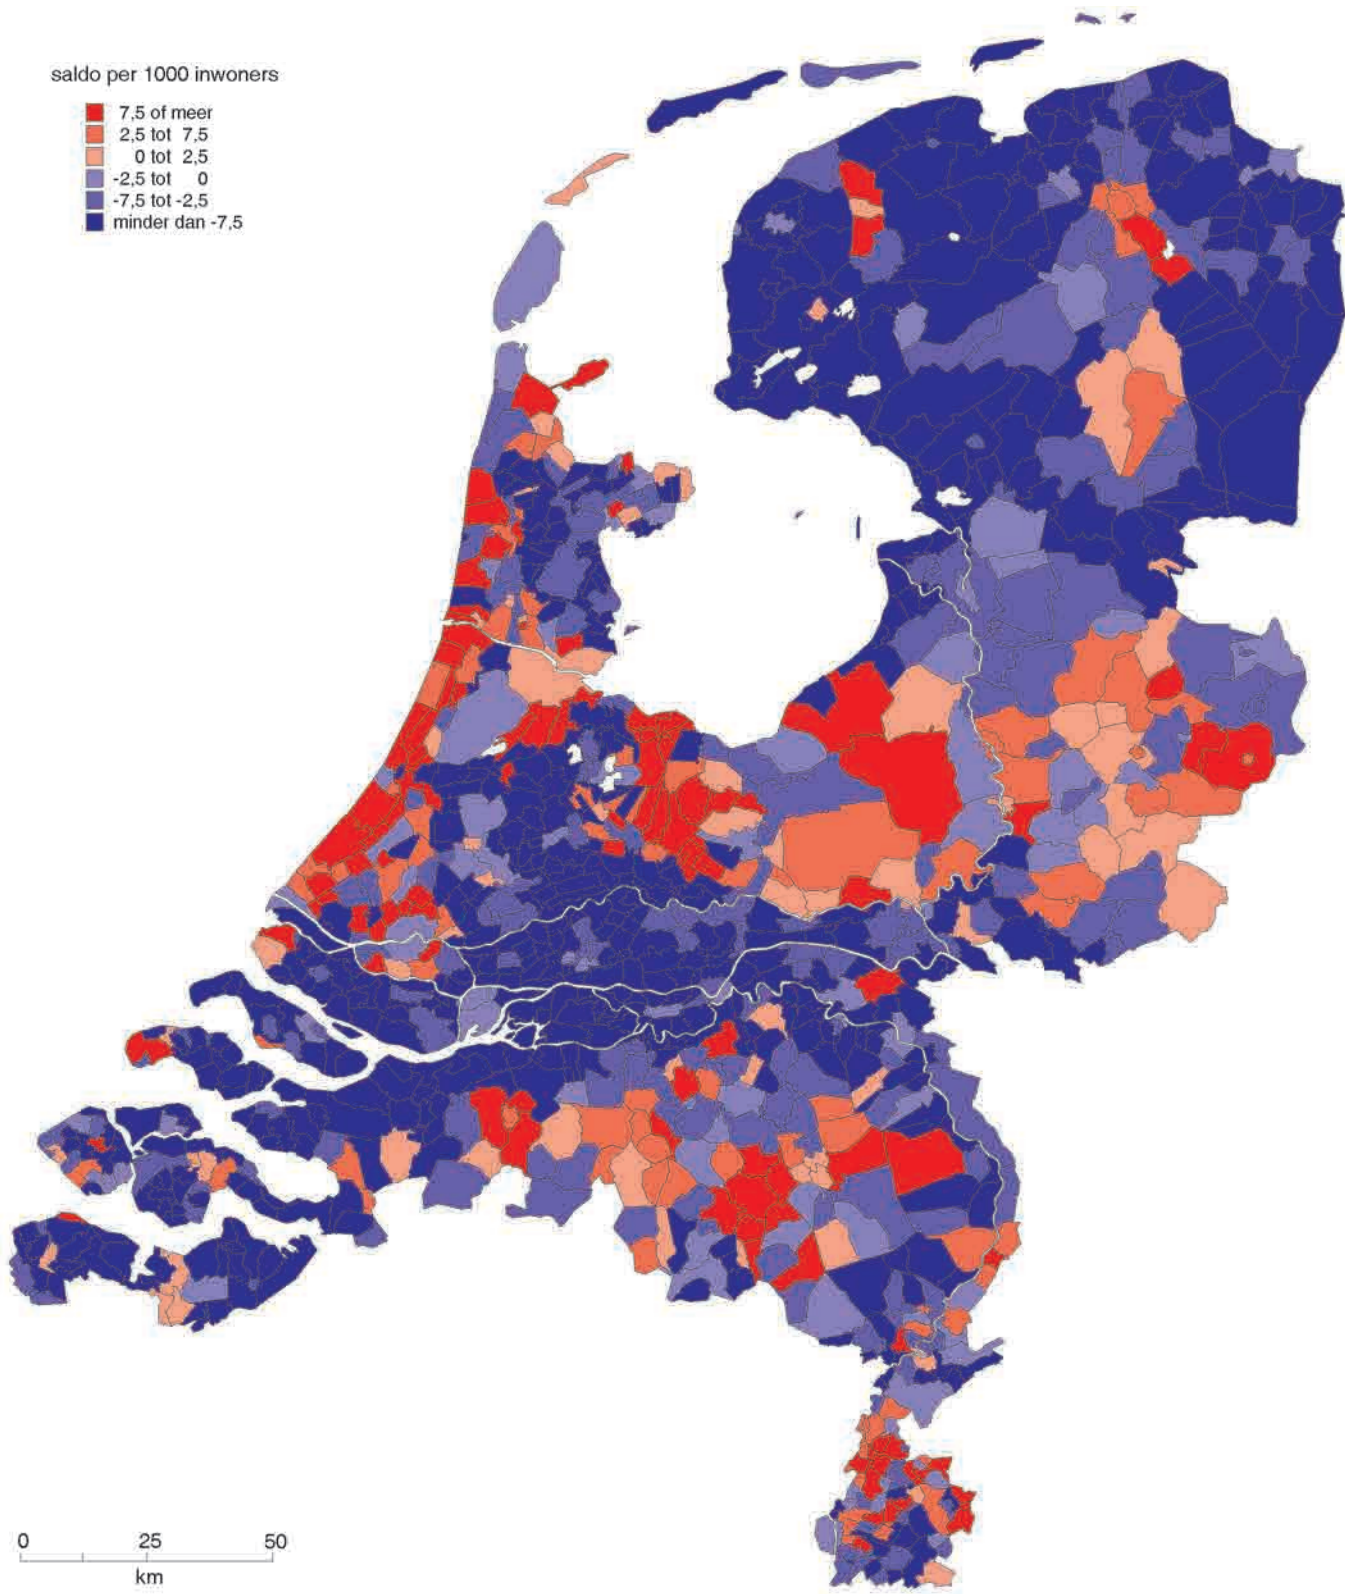 saldo per 1000 inwoners
7,5 of meer
2,5 tot 7,5
0 tot 2,5
-2,5 tot 0
-7,5 tot -2,5
minder dan -7,5
0 25 50
km